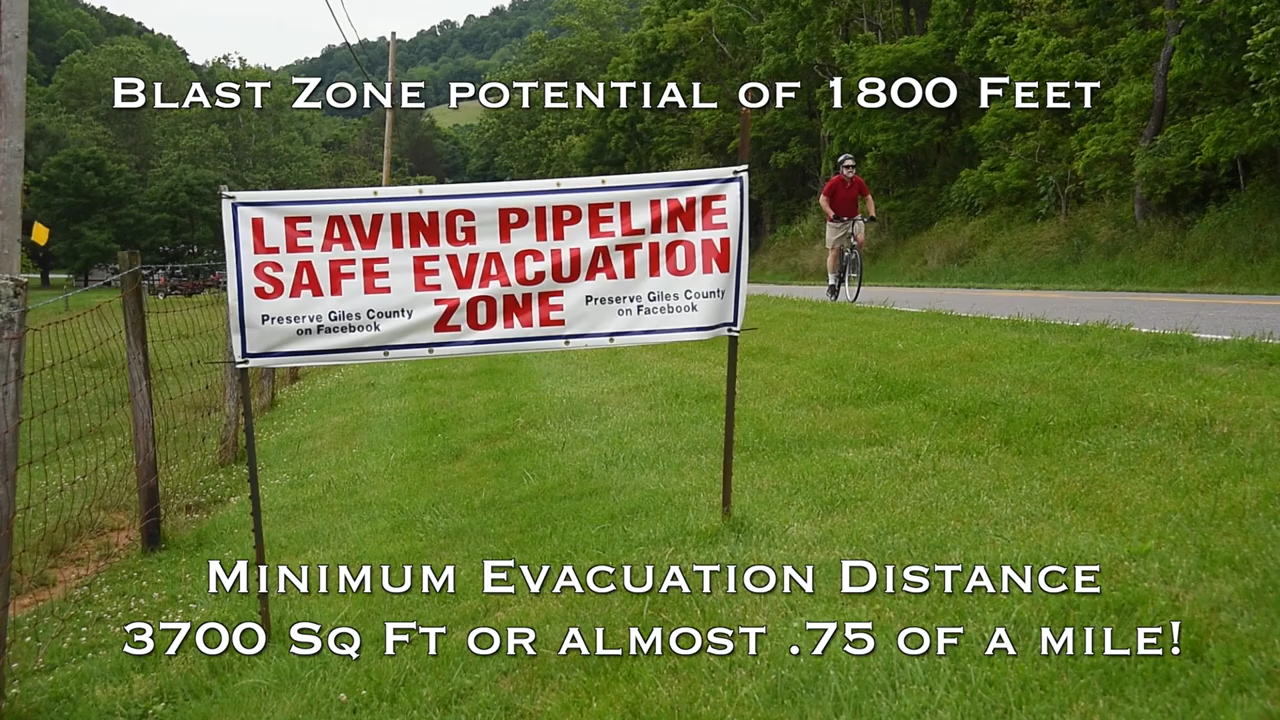 Blast Zone potential of 1800 Feet
LEAVING PIPELINE
SAFE EVACUATION
ZONE
Preserve Giles County
on Facebook
Preserve Giles County
on Facebook
Minimum Evacuation Distance
3700 Sq Ft or almost .75 of a mile!